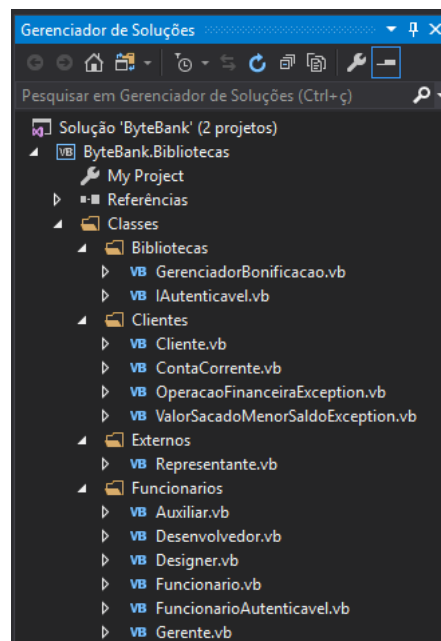 Gerenciador de Soluções
Pesquisar em Gerenciador de Soluções (Ctrl+ç)
Solução 'ByteBank' (2 projetos)
VB ByteBank.Bibliotecas
My Project
Referências
Classes
Bibliotecas
VB GerenciadorBonificacao.vb
VB IAutenticavel.vb
Clientes
VB Cliente.vb
VB ContaCorrente.vb
VB OperacaoFinanceiraException.vb
VB ValorSacadoMenorSaldoException.vb
Externos
VB Representante.vb
Funcionarios
VB Auxiliar.vb
VB Desenvolvedor.vb
VB Designer.vb
VB Funcionario.vb
VB FuncionarioAutenticavel.vb
VB Gerente.vb